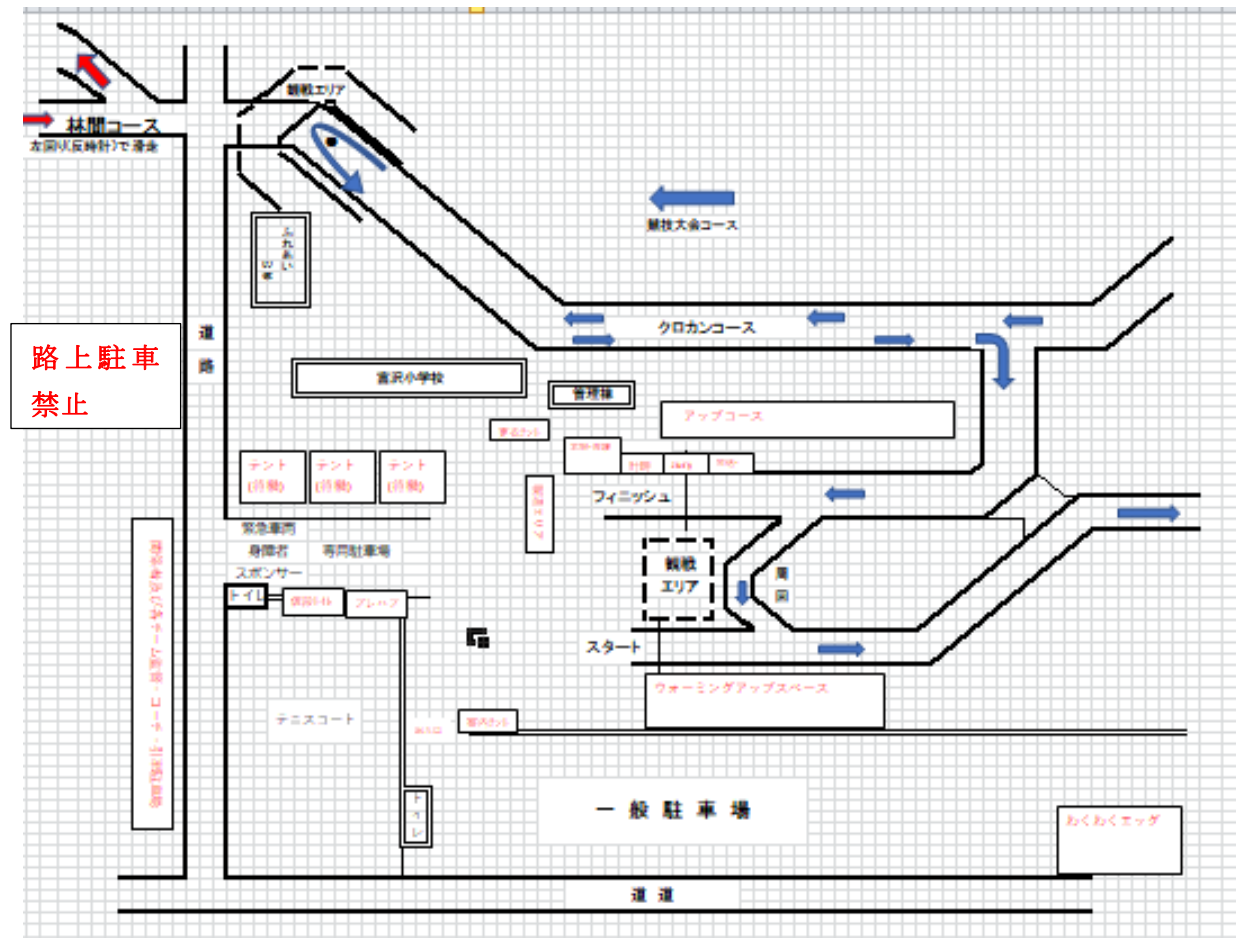 観戦エリア
林間コース
左回り(反時計)で滑走
競技大会コース
ふれあい
の家
道
路
クロカンコース
路上駐車
禁止
宮沢小学校
管理棟
アップコース
テント
(待機)
テント
(待機)
テント
(待機)
計時
フィニッシュ
緊急車両
身障者 専用駐車場
スポンサー
観戦
エリア
周
回
トイレ
プレハブ
スタート
ウォーミングアップスペース
テニスコート
トイレ
一般駐車場
わくわくエッグ
道道